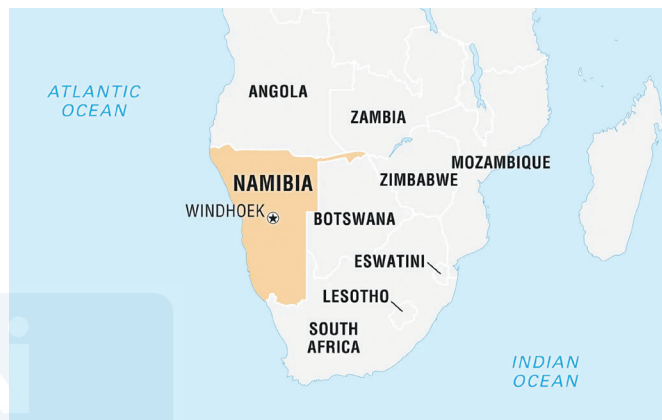 ATLANTIC
OCEAN
ANGOLA
ZAMBIA
MOZAMBIQUE
NAMIBIA
ZIMBABWE
WINDHOEK
BOTSWANA
ESWATINI
LESOTHO
SOUTH
AFRICA
INDIAN
OCEAN